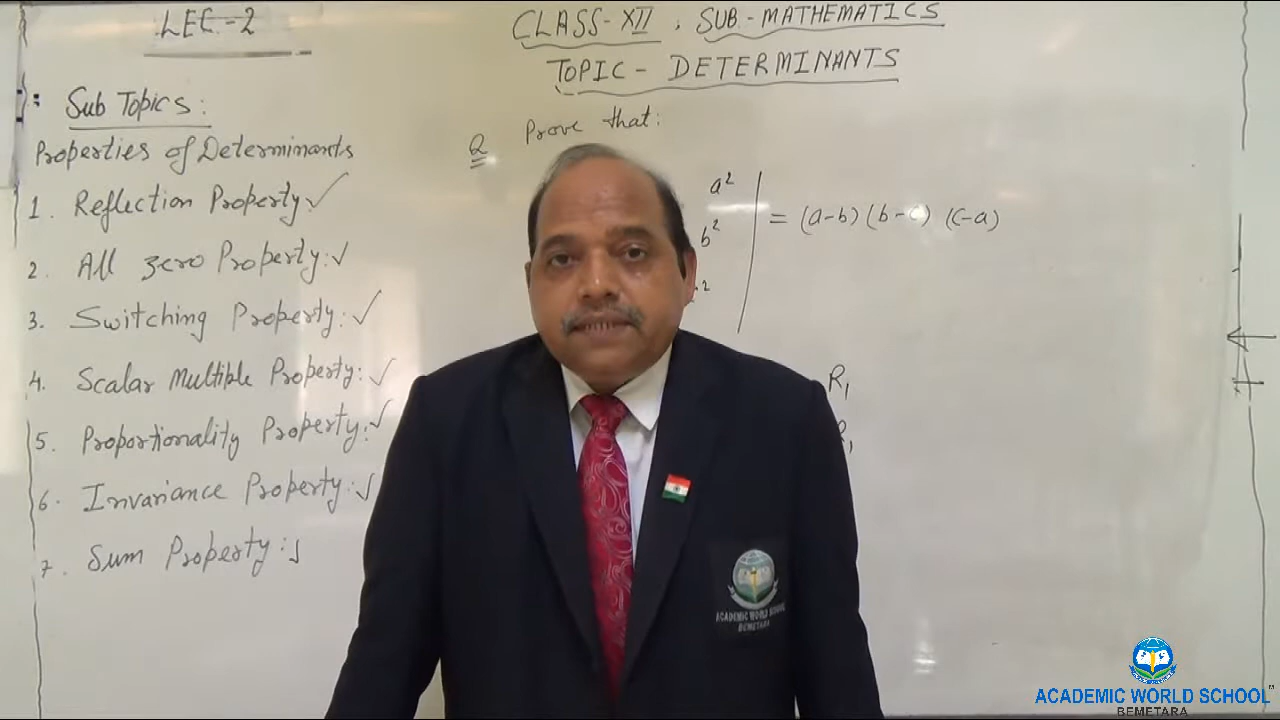 LEC.-2
CLASS-XII, SUB.-MATHEMATICS
TOPIC- DETERMINANTS
Sub Topics:
Properties of Determinants
1. Reflection Property ✓
2. All zero Property: ✓
3. Switching Property: ✓
4. Scalar Multiple Property: ✓
5. Proportionality Property: ✓
6. Invariance Property: ✓
7. Sum Property: ✓
Q Prove that:
a²
b² = (a-b)(b-c)(c-a)
²
R₁
R₁
ACADEMIC WORLD SCHOOL
BEMETARA
ACADEMIC WORLD SCHOOL
BEMETARA